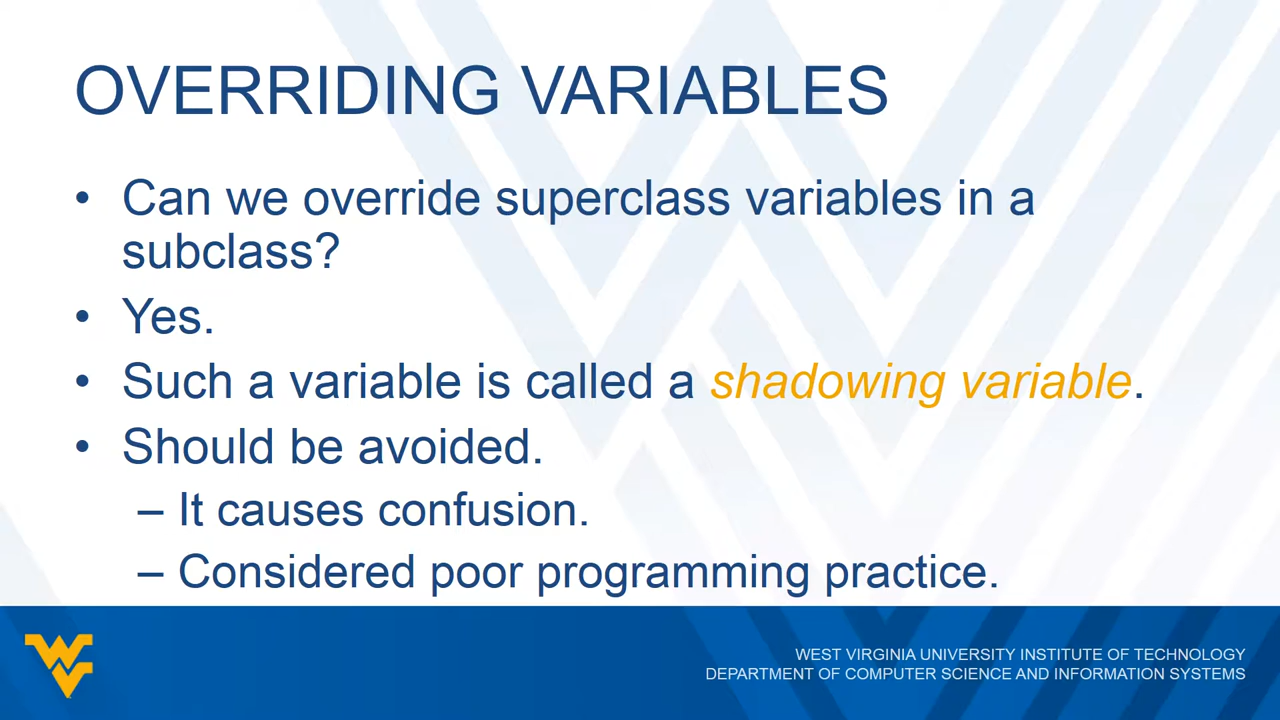 OVERRIDING VARIABLES
• Can we override superclass variables in a
subclass?
• Yes.
• Such a variable is called a shadowing variable.
• Should be avoided.
– It causes confusion.
– Considered poor programming practice.
WV
WEST VIRGINIA UNIVERSITY INSTITUTE OF TECHNOLOGY
DEPARTMENT OF COMPUTER SCIENCE AND INFORMATION SYSTEMS